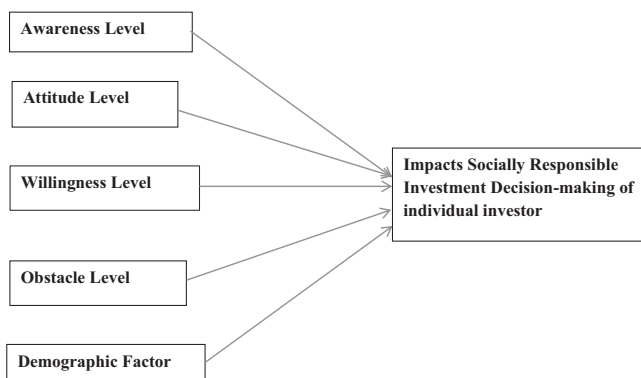 Awareness Level
Attitude Level
Willingness Level
Obstacle Level
Demographic Factor
Impacts Socially Responsible
Investment Decision-making of
individual investor